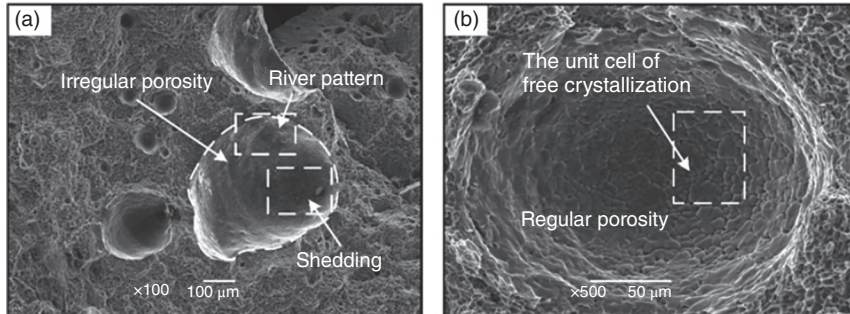 (a)
Irregular porosity
River pattern
Shedding
×100 100 μm
(b)
The unit cell of
free crystallization
Regular porosity
×500 50 μm